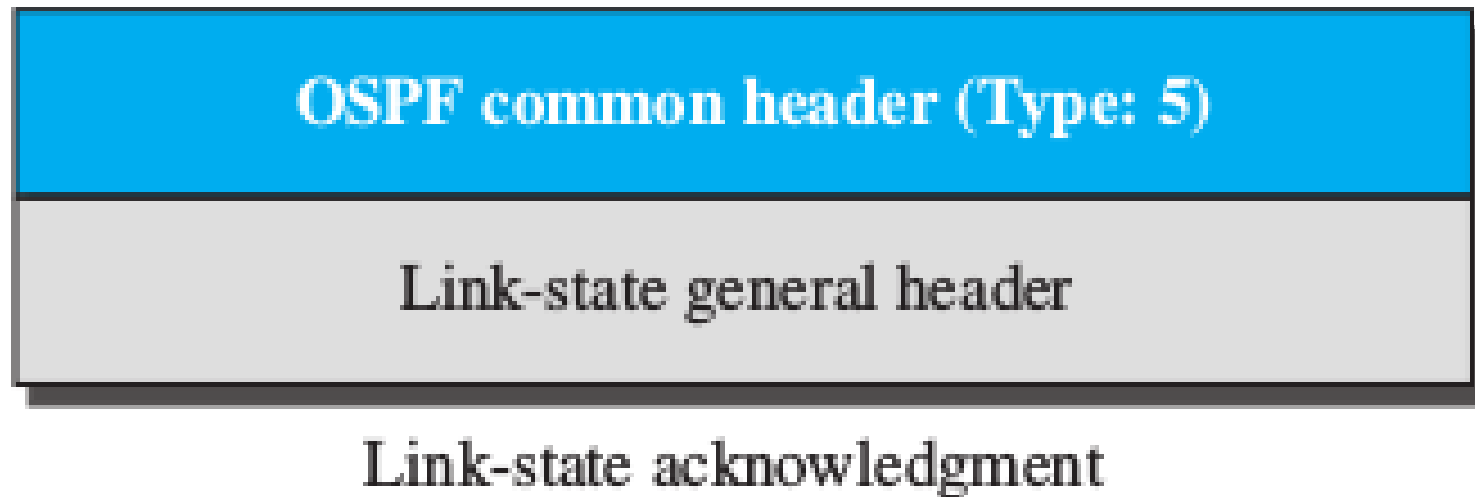 OSPF common header (Type: 5)
Link-state general header
Link-state acknowledgment